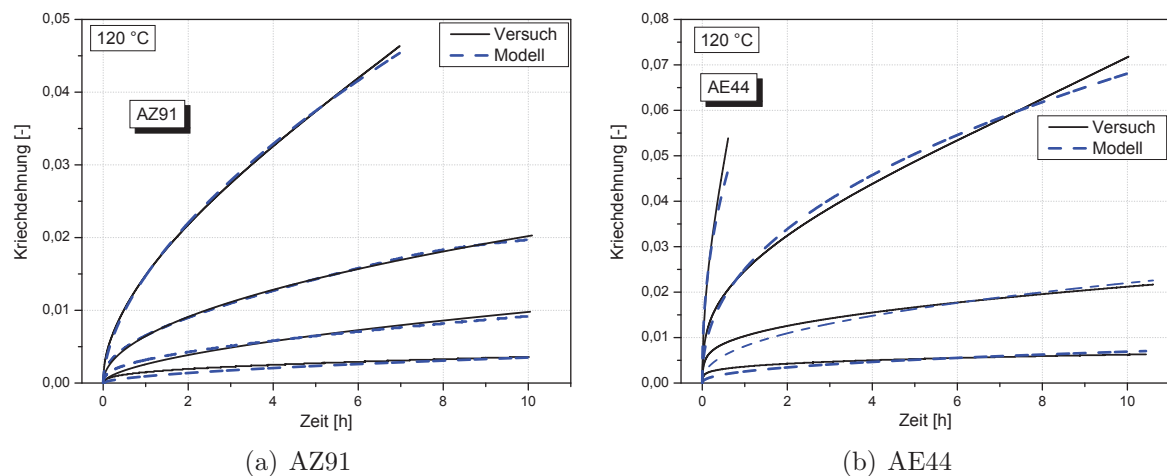 0,05
120 °C
Versuch
Modell
0,04
AZ91
0,03
0,02
0,01
0,00
Kriechdehnung [-]
0 2 4 6 8 10
Zeit [h]
(a) AZ91
0,08
120 °C
0,07
AE44
0,06
Versuch
Modell
0,05
0,04
0,03
0,02
0,01
0,00
Kriechdehnung [-]
0 2 4 6 8 10
Zeit [h]
(b) AE44